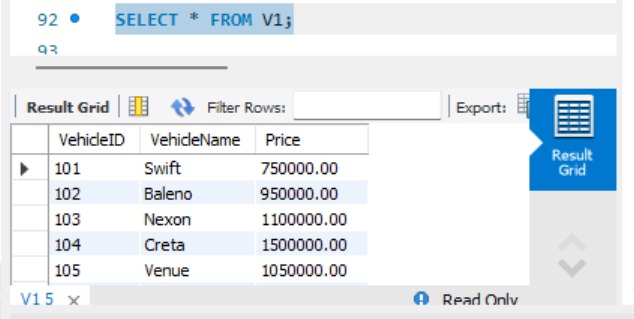 92 SELECT * FROM V1;
93
Result Grid Filter Rows: Export:
VehicleID VehicleName Price
101 Swift 750000.00
102 Baleno 950000.00
103 Nexon 1100000.00
104 Creta 1500000.00
105 Venue 1050000.00
Result
Grid
V1 5 × Read Only